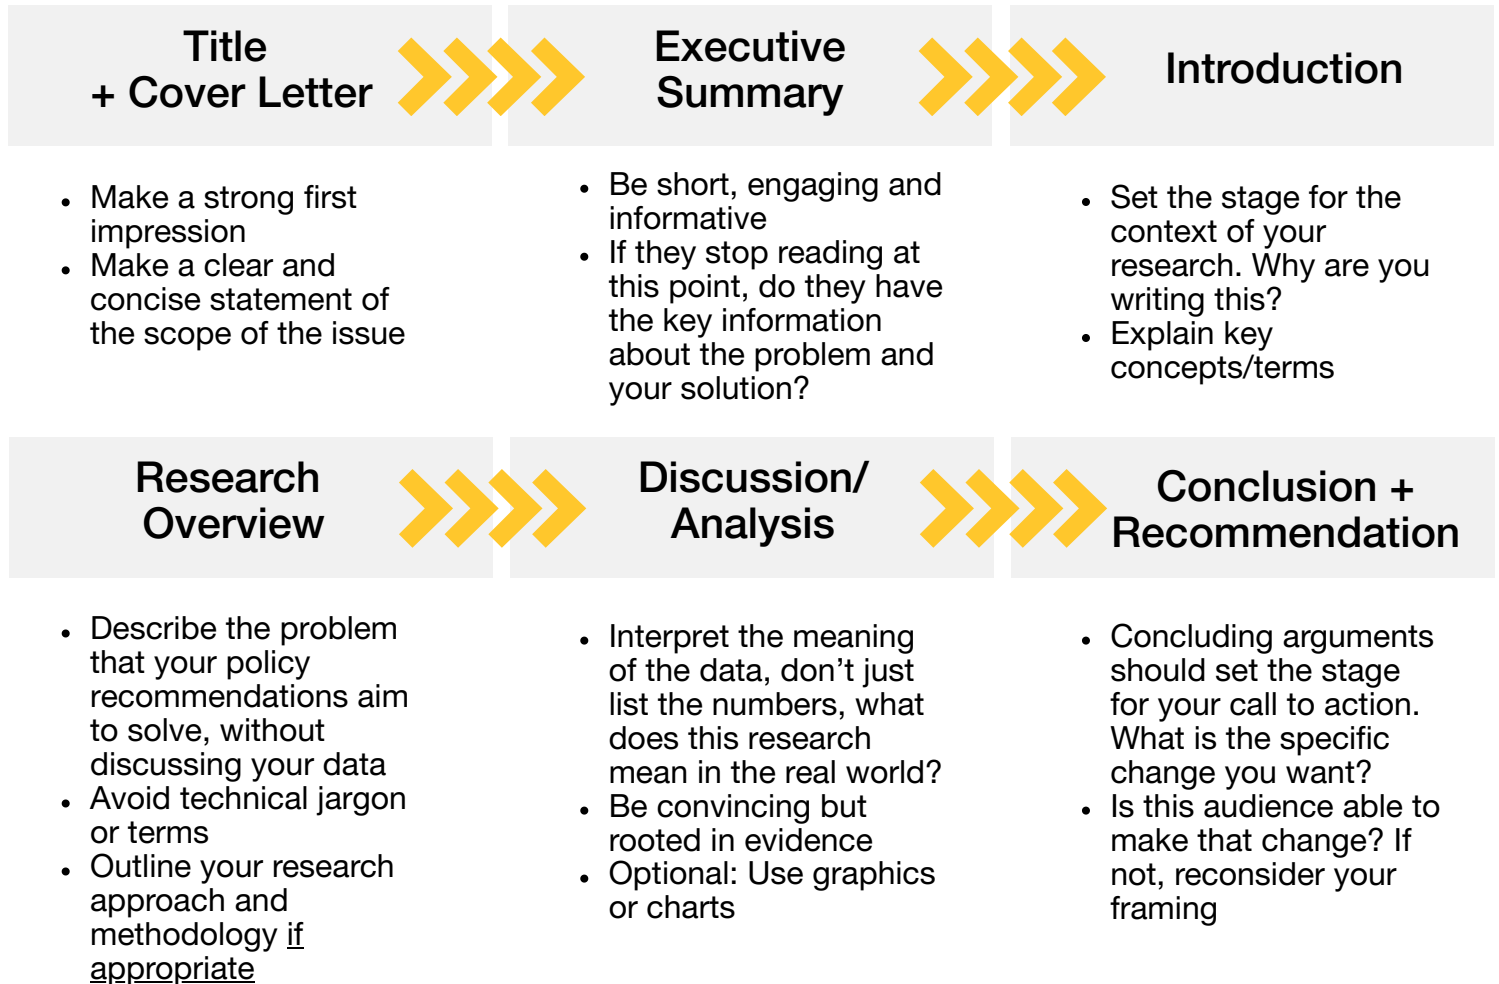 Title
+ Cover Letter
Executive
Summary
Introduction
• Make a strong first
impression
• Make a clear and
concise statement of
the scope of the issue
• Be short, engaging and
informative
• If they stop reading at
this point, do they have
the key information
about the problem and
your solution?
• Set the stage for the
context of your
research. Why are you
writing this?
• Explain key
concepts/terms
Research
Overview
Discussion/
Analysis
Conclusion +
Recommendation
• Describe the problem
that your policy
recommendations aim
to solve, without
discussing your data
• Avoid technical jargon
or terms
• Outline your research
approach and
methodology if
appropriate
• Interpret the meaning
of the data, don’t just
list the numbers, what
does this research
mean in the real world?
• Be convincing but
rooted in evidence
• Optional: Use graphics
or charts
• Concluding arguments
should set the stage
for your call to action.
What is the specific
change you want?
• Is this audience able to
make that change? If
not, reconsider your
framing